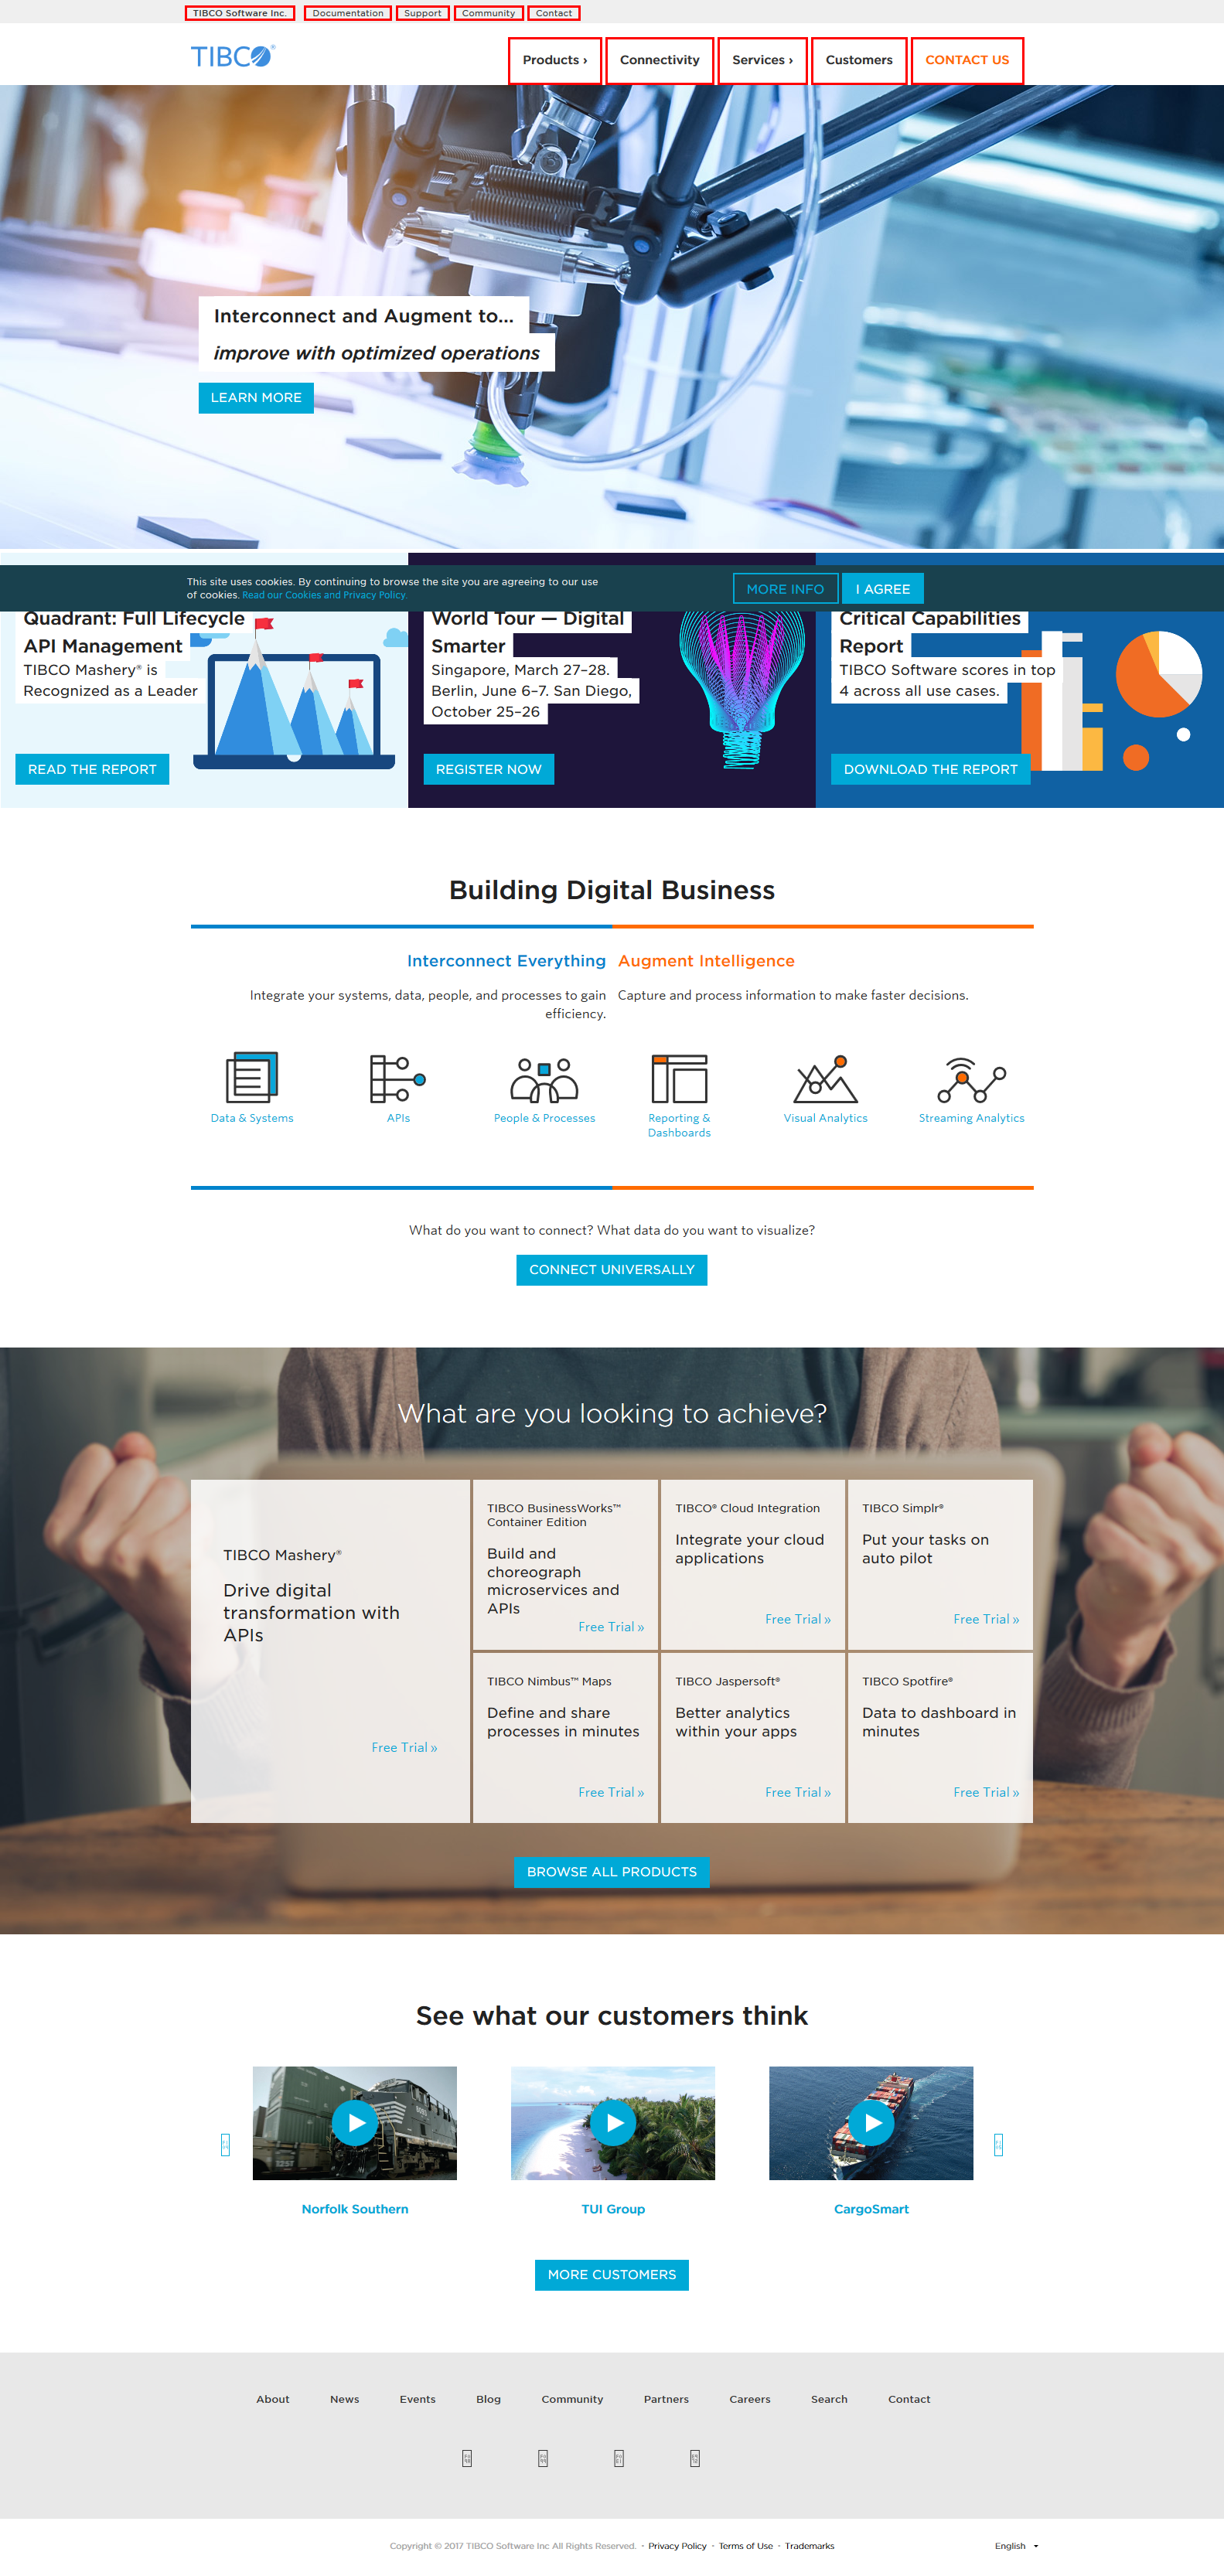 TIBCO Software Inc. Documentation Support Community Contact
TIBCO®
Products › Connectivity Services › Customers CONTACT US
Interconnect and Augment to...
improve with optimized operations
LEARN MORE
This site uses cookies. By continuing to browse the site you are agreeing to our use
of cookies. Read our Cookies and Privacy Policy.
MORE INFO I AGREE
Quadrant: Full Lifecycle
API Management
TIBCO Mashery® is
Recognized as a Leader
READ THE REPORT
World Tour — Digital
Smarter
Singapore, March 27–28.
Berlin, June 6–7. San Diego,
October 25–26
REGISTER NOW
Critical Capabilities
Report
TIBCO Software scores in top
4 across all use cases.
DOWNLOAD THE REPORT
Building Digital Business
Interconnect Everything
Integrate your systems, data, people, and processes to gain
efficiency.
Augment Intelligence
Capture and process information to make faster decisions.
Data & Systems
APIs
People & Processes
Reporting &
Dashboards
Visual Analytics
Streaming Analytics
What do you want to connect? What data do you want to visualize?
CONNECT UNIVERSALLY
What are you looking to achieve?
TIBCO Mashery®
Drive digital
transformation with
APIs
Free Trial »
TIBCO BusinessWorks™
Container Edition
Build and
choreograph
microservices and
APIs
Free Trial »
TIBCO® Cloud Integration
Integrate your cloud
applications
Free Trial »
TIBCO Simplr®
Put your tasks on
auto pilot
Free Trial »
TIBCO Nimbus™ Maps
Define and share
processes in minutes
Free Trial »
TIBCO Jaspersoft®
Better analytics
within your apps
Free Trial »
TIBCO Spotfire®
Data to dashboard in
minutes
Free Trial »
BROWSE ALL PRODUCTS
See what our customers think
Norfolk Southern
TUI Group
CargoSmart
MORE CUSTOMERS
About News Events Blog Community Partners Careers Search Contact
Copyright © 2017 TIBCO Software Inc All Rights Reserved. · Privacy Policy · Terms of Use · Trademarks
English